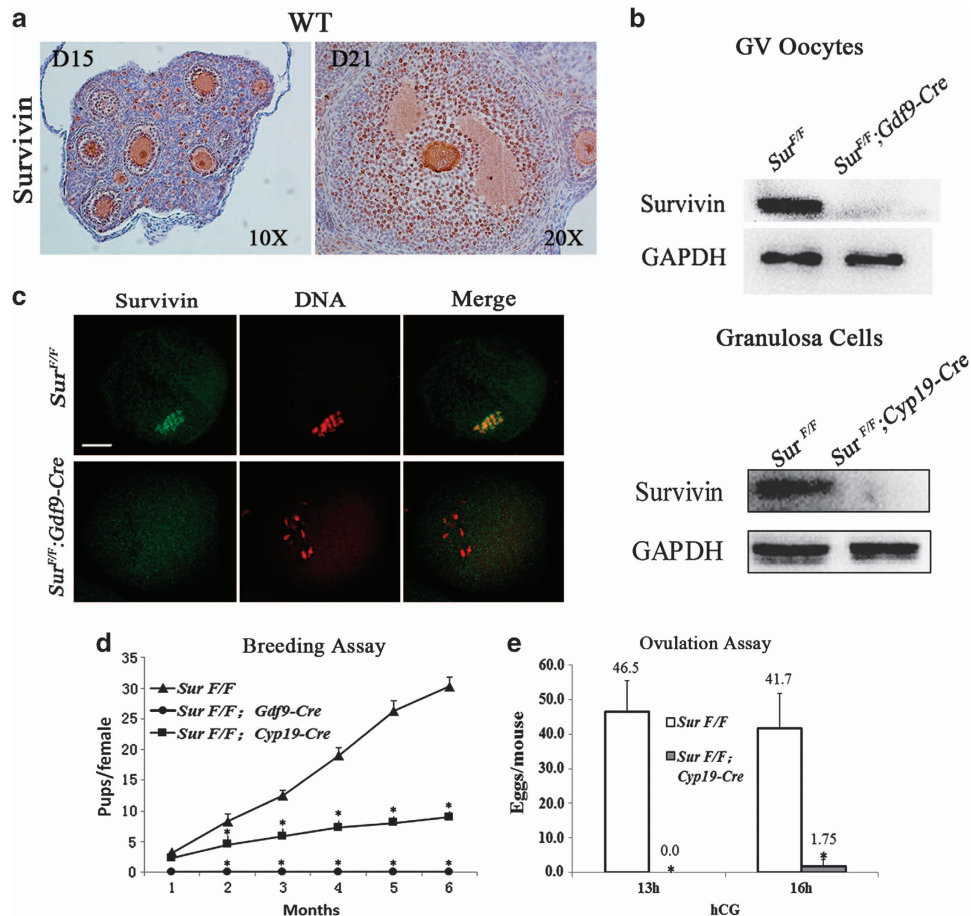 a
WT
Survivin
D15
10X
D21
20X
b
GV Oocytes
Sur F/F
Sur F/F;Gdf9-Cre
Survivin
GAPDH
Granulosa Cells
Sur F/F
Sur F/F;Cyp19-Cre
Survivin
GAPDH
c
Survivin
DNA
Merge
Sur F/F
Sur F/F;Gdf9-Cre
d
Breeding Assay
Pups/female
35
30
25
20
15
10
5
0
Sur F/F
Sur F/F; Gdf9-Cre
Sur F/F; Cyp19-Cre
* * * * *
* * * * *
1 2 3 4 5 6
Months
e
Ovulation Assay
Eggs/mouse
60.0
50.0
40.0
30.0
20.0
10.0
0.0
46.5
0.0
*
41.7
1.75
*
Sur F/F
Sur F/F;
Cyp19-Cre
13h 16h
hCG